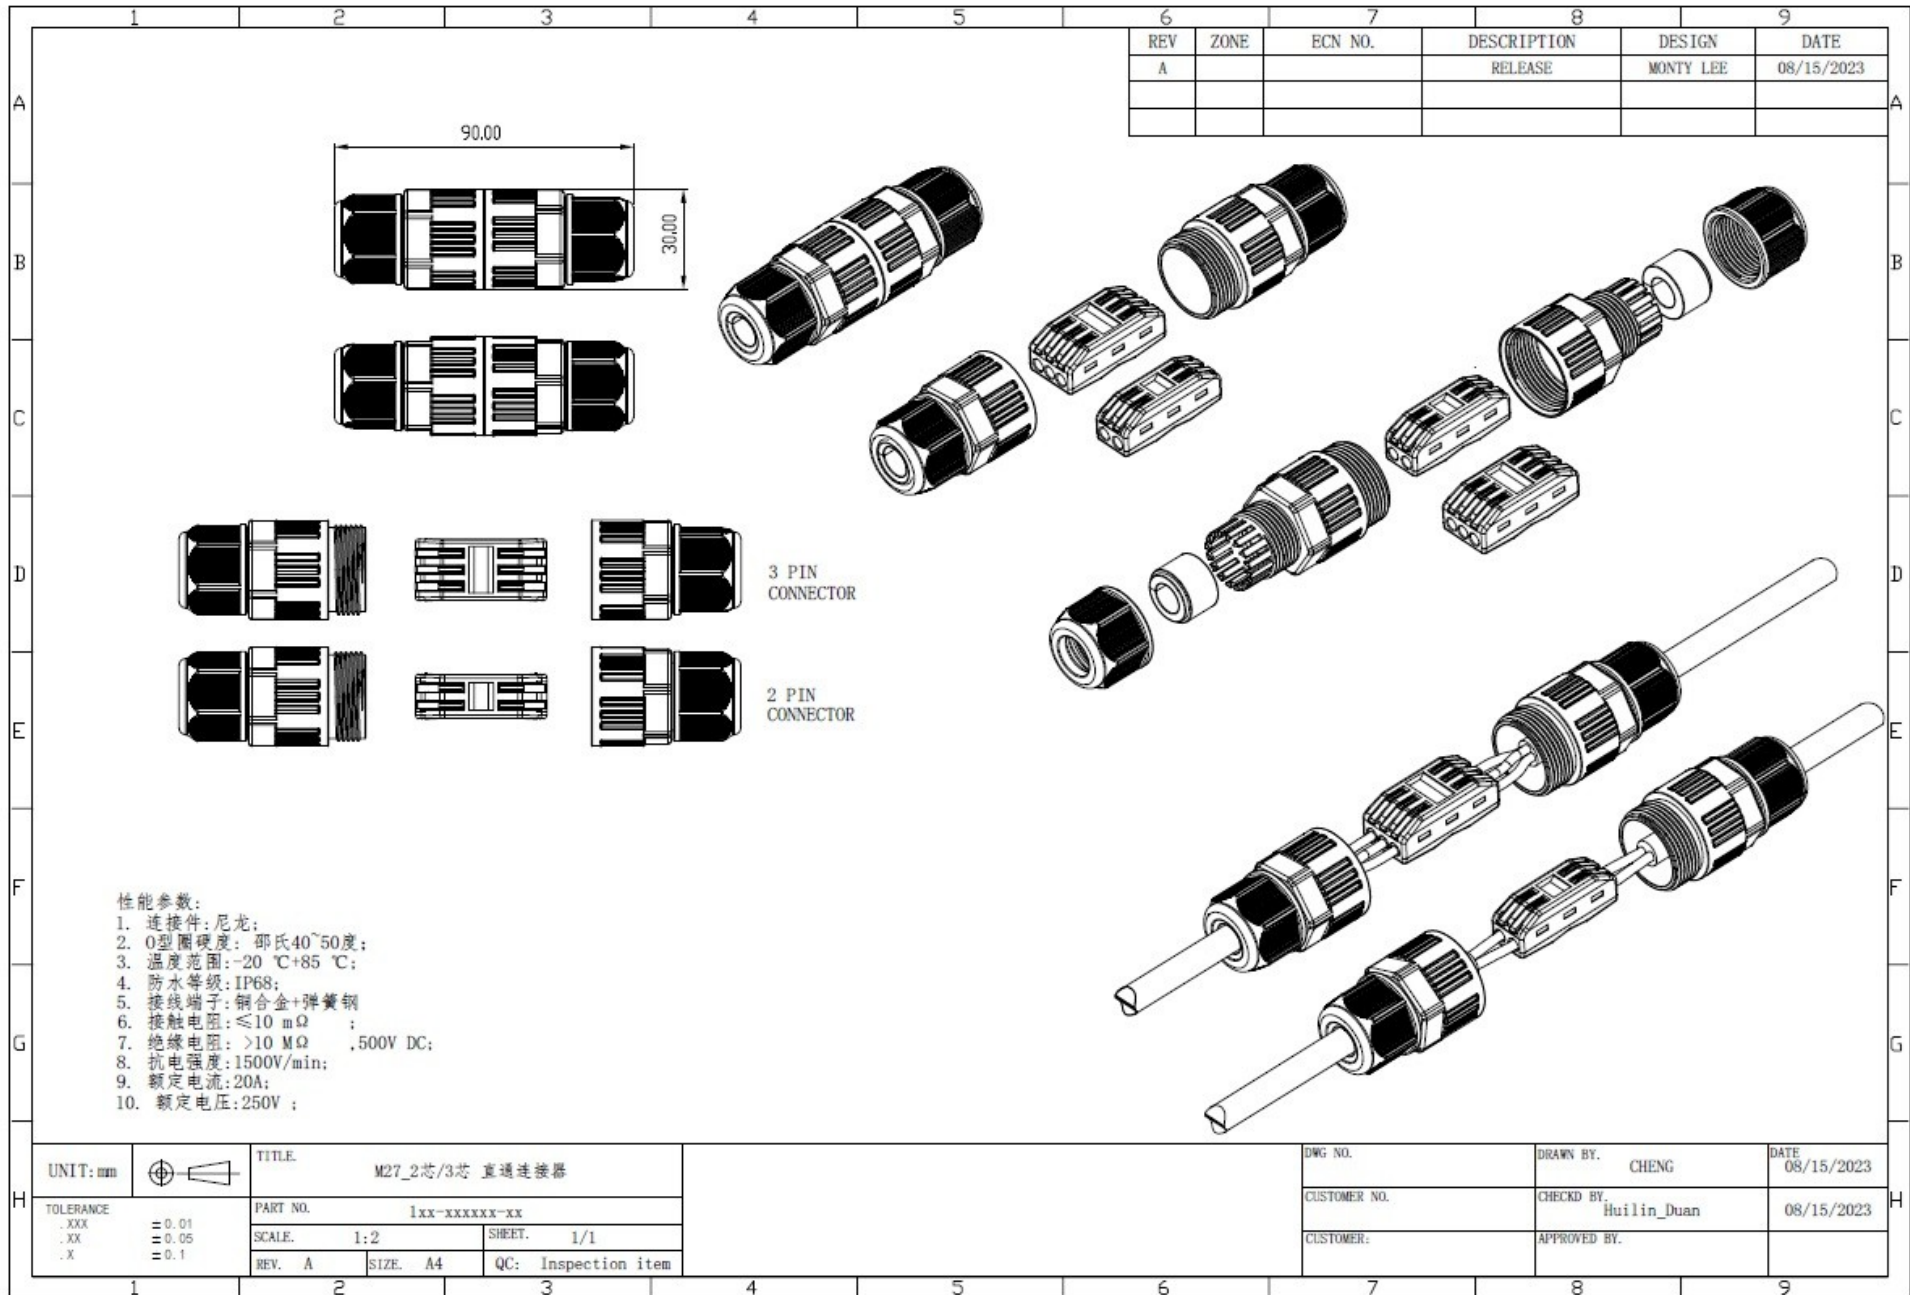 1 2 3 4 5 6 7 8 9
REV ZONE ECN NO. DESCRIPTION DESIGN DATE
A RELEASE MONTY LEE 08/15/2023
A A
90.00
30.00
B B
C C
D D
3 PIN
CONNECTOR
2 PIN
CONNECTOR
E E
F F
性能参数:
1. 连接件:尼龙;
2. O型圈硬度: 邵氏40~50度;
3. 温度范围:-20 ℃+85 ℃;
4. 防水等级:IP68;
5. 接线端子:铜合金+弹簧钢
6. 接触电阻:≤10 mΩ ;
7. 绝缘电阻: >10 MΩ ,500V DC;
8. 抗电强度:1500V/min;
9. 额定电流:20A;
10. 额定电压:250V ;
G G
H H
UNIT:mm
TOLERANCE
.XXX ±0.01
.XX ±0.05
.X ±0.1
TITLE.
M27_2芯/3芯 直通连接器
PART NO. 1xx-xxxxxx-xx
SCALE. 1:2 SHEET. 1/1
REV. A SIZE. A4 QC: Inspection item
DWG NO. DRAWN BY. CHENG DATE 08/15/2023
CUSTOMER NO. CHECKD BY. Huilin_Duan 08/15/2023
CUSTOMER: APPROVED BY.
1 2 3 4 5 6 7 8 9